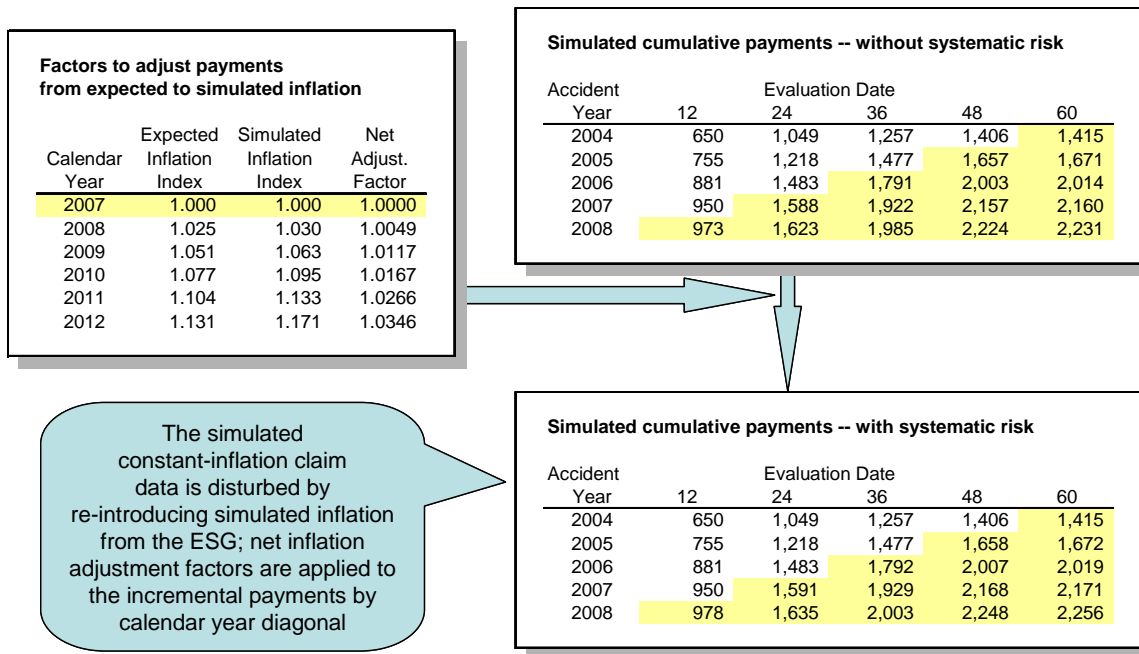 Factors to adjust payments
from expected to simulated inflation
Expected Simulated Net
Calendar Inflation Inflation Adjust.
Year Index Index Factor
2007 1.000 1.000 1.0000
2008 1.025 1.030 1.0049
2009 1.051 1.063 1.0117
2010 1.077 1.095 1.0167
2011 1.104 1.133 1.0266
2012 1.131 1.171 1.0346
Simulated cumulative payments -- without systematic risk
Accident Evaluation Date
Year 12 24 36 48 60
2004 650 1,049 1,257 1,406 1,415
2005 755 1,218 1,477 1,657 1,671
2006 881 1,483 1,791 2,003 2,014
2007 950 1,588 1,922 2,157 2,160
2008 973 1,623 1,985 2,224 2,231
The simulated
constant-inflation claim
data is disturbed by
re-introducing simulated inflation
from the ESG; net inflation
adjustment factors are applied to
the incremental payments by
calendar year diagonal
Simulated cumulative payments -- with systematic risk
Accident Evaluation Date
Year 12 24 36 48 60
2004 650 1,049 1,257 1,406 1,415
2005 755 1,218 1,477 1,658 1,672
2006 881 1,483 1,792 2,007 2,019
2007 950 1,591 1,929 2,168 2,171
2008 978 1,635 2,003 2,248 2,256